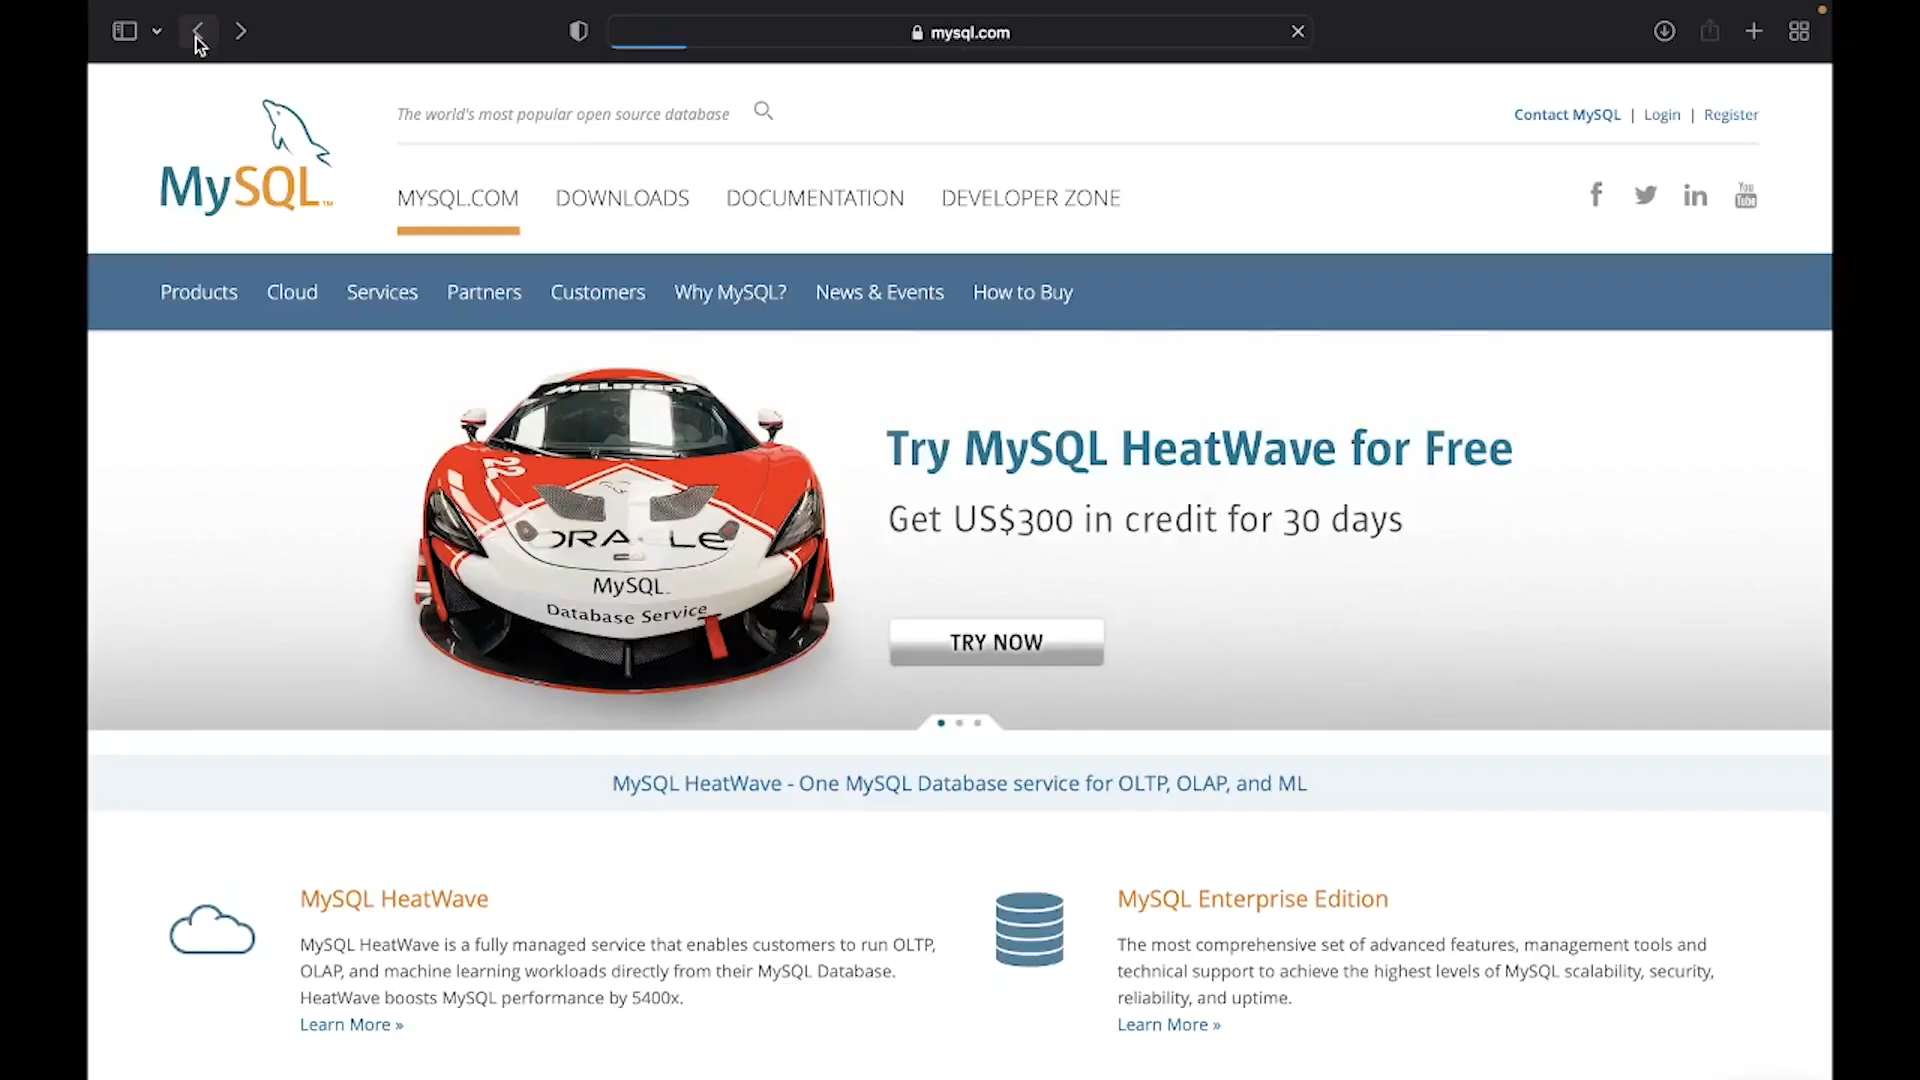 mysql.com
The world's most popular open source database
Contact MySQL | Login | Register
MySQL™
MYSQL.COM DOWNLOADS DOCUMENTATION DEVELOPER ZONE
You
Tube
Products Cloud Services Partners Customers Why MySQL? News & Events How to Buy
22
ORACLE
MySQL
Database Service
Try MySQL HeatWave for Free
Get US$300 in credit for 30 days
TRY NOW
MySQL HeatWave - One MySQL Database service for OLTP, OLAP, and ML
MySQL HeatWave
MySQL HeatWave is a fully managed service that enables customers to run OLTP,
OLAP, and machine learning workloads directly from their MySQL Database.
HeatWave boosts MySQL performance by 5400x.
Learn More »
MySQL Enterprise Edition
The most comprehensive set of advanced features, management tools and
technical support to achieve the highest levels of MySQL scalability, security,
reliability, and uptime.
Learn More »